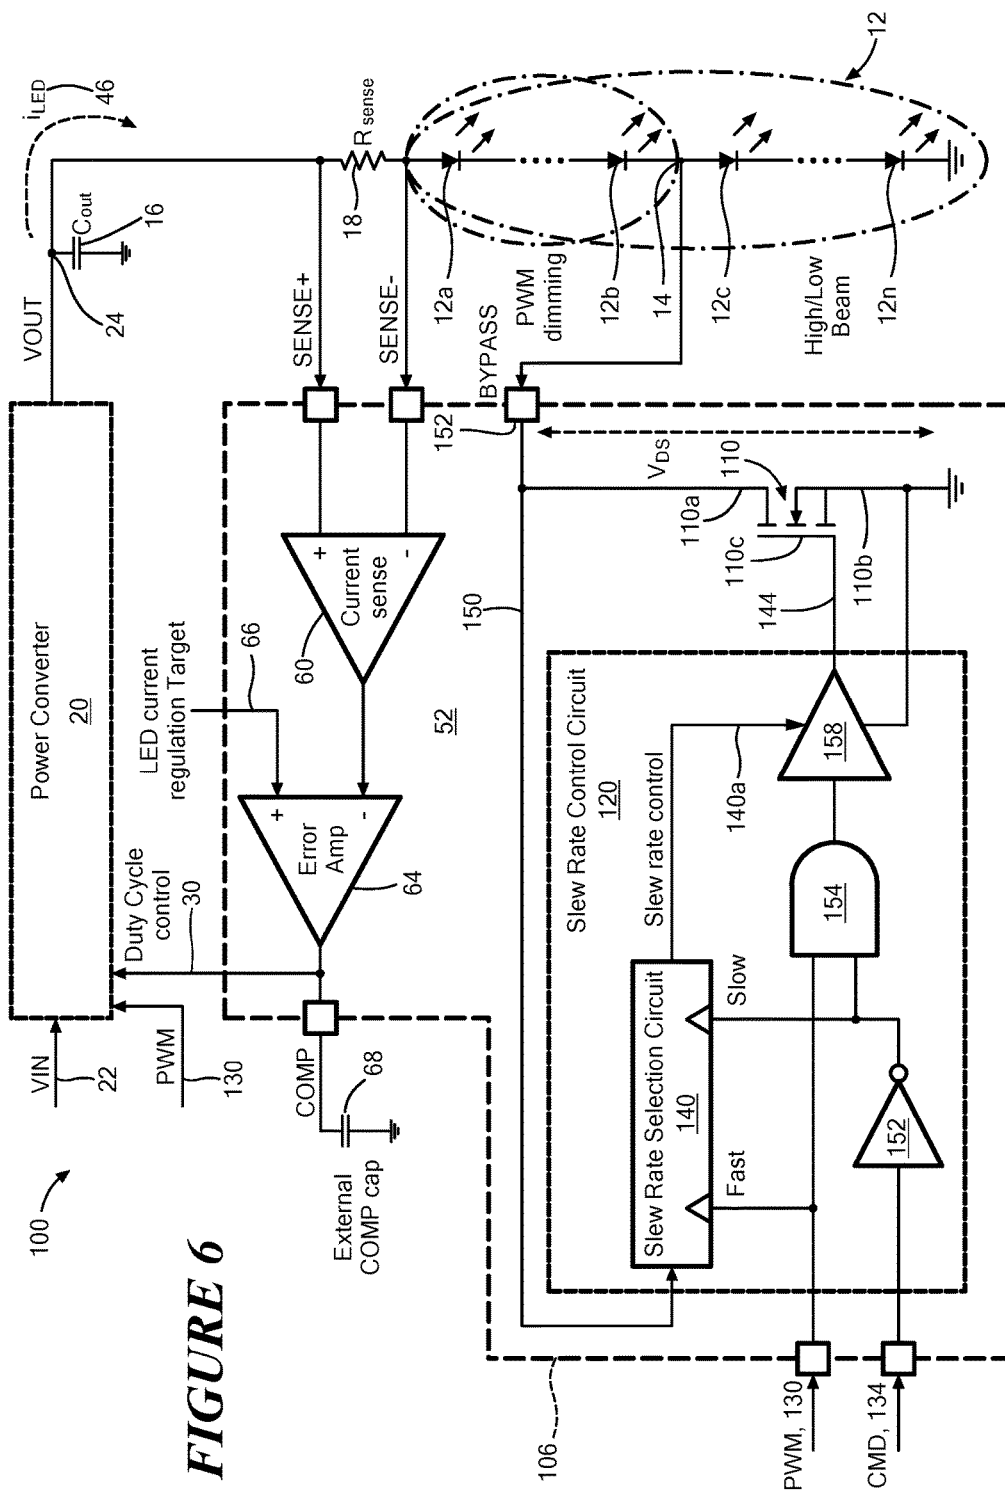 FIGURE 6
100
VIN
22
PWM
130
Power Converter
20
VOUT
24
Cout
16
iLED
46
Duty Cycle
control
30
LED current
regulation Target
66
External
COMP cap
68
COMP
Error
Amp
+
-
64
Current
sense
+
-
60
52
SENSE+
SENSE-
18
Rsense
12
12a
PWM
dimming
12b
14
12c
High/Low
Beam
12n
BYPASS
152
150
VDS
110
110a
110c
110b
144
Slew Rate Control Circuit
120
Slew Rate Selection Circuit
140
Fast
Slow
Slew rate control
140a
154
158
152
106
PWM, 130
CMD, 134